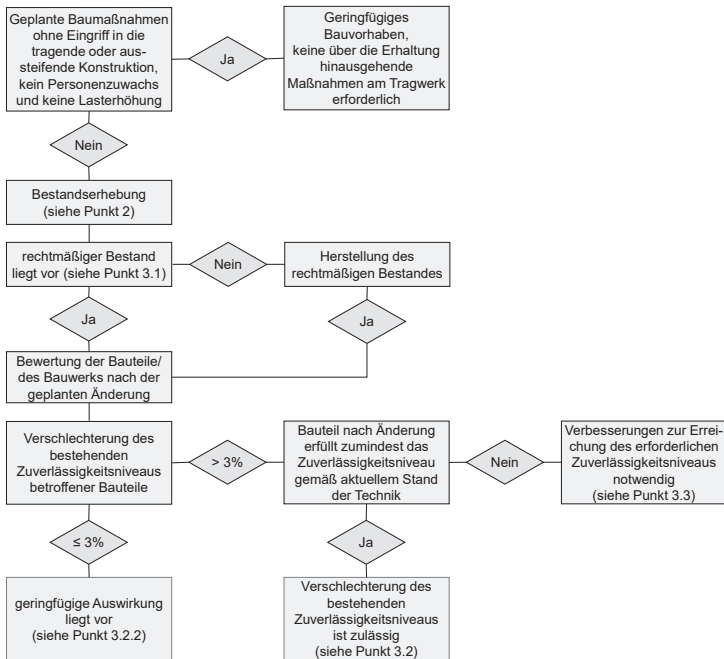 Geplante Baumaßnahmen
ohne Eingriff in die
tragende oder aus-
steifende Konstruktion,
kein Personenzuwachs
und keine Lasterhöhung
Ja
Geringfügiges
Bauvorhaben,
keine über die Erhaltung
hinausgehende
Maßnahmen am Tragwerk
erforderlich
Nein
Bestandserhebung
(siehe Punkt 2)
rechtmäßiger Bestand
liegt vor (siehe Punkt 3.1)
Nein
Herstellung des
rechtmäßigen Bestandes
Ja
Ja
Bewertung der Bauteile/
des Bauwerks nach der
geplanten Änderung
Verschlechterung des
bestehenden
Zuverlässigkeitsniveaus
betroffener Bauteile
> 3%
Bauteil nach Änderung
erfüllt zumindest das
Zuverlässigkeitsniveau
gemäß aktuellem Stand
der Technik
Nein
Verbesserungen zur Errei-
chung des erforderlichen
Zuverlässigkeitsniveaus
notwendig
(siehe Punkt 3.3)
≤ 3%
Ja
geringfügige Auswirkung
liegt vor
(siehe Punkt 3.2.2)
Verschlechterung des
bestehenden
Zuverlässigkeitsniveaus
ist zulässig
(siehe Punkt 3.2)